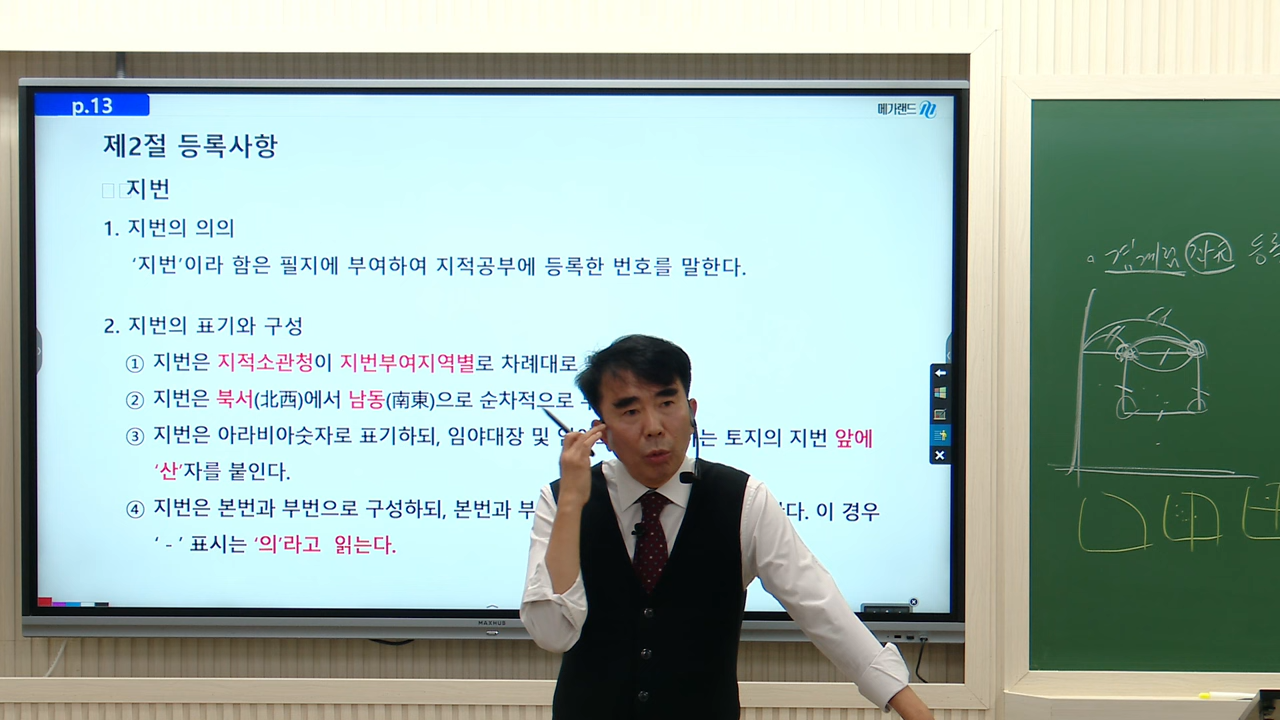 p.13
메가랜드
제2절 등록사항
지번
1. 지번의 의의
‘지번’이라 함은 필지에 부여하여 지적공부에 등록한 번호를 말한다.
2. 지번의 표기와 구성
① 지번은 지적소관청이 지번부여지역별로 차례대로
② 지번은 북서(北西)에서 남동(南東)으로 순차적으로
③ 지번은 아라비아숫자로 표기하되, 임야대장 및 는 토지의 지번 앞에
‘산’자를 붙인다.
④ 지번은 본번과 부번으로 구성하되, 본번과 부 다. 이 경우
‘ - ’ 표시는 ‘의’라고 읽는다.
MAXHUB